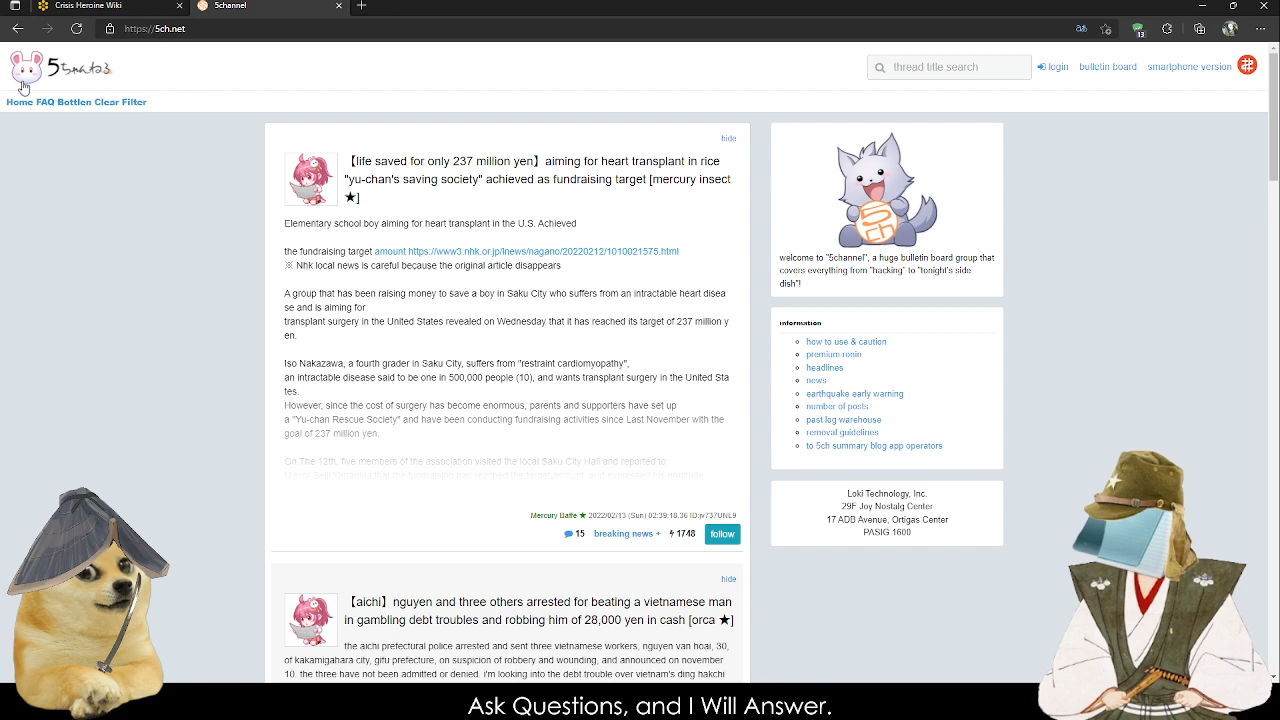 Crisis Heroine Wiki
5channel
https://5ch.net
5ちゃんねる
thread title search
login
bulletin board
smartphone version
Home FAQ Bottlen Clear Filter
hide
【life saved for only 237 million yen】aiming for heart transplant in rice
"yu-chan's saving society" achieved as fundraising target [mercury insect
★]
Elementary school boy aiming for heart transplant in the U.S. Achieved
the fundraising target amount https://www3.nhk.or.jp/lnews/nagano/20220212/1010021575.html
※ Nhk local news is careful because the original article disappears
A group that has been raising money to save a boy in Saku City who suffers from an intractable heart disea
se and is aiming for
transplant surgery in the United States revealed on Wednesday that it has reached its target of 237 million y
en.
Iso Nakazawa, a fourth grader in Saku City, suffers from "restraint cardiomyopathy",
an intractable disease said to be one in 500,000 people (10), and wants transplant surgery in the United Sta
tes.
However, since the cost of surgery has become enormous, parents and supporters have set up
a "Yu-chan Rescue Society" and have been conducting fundraising activities since Last November with the
goal of 237 million yen.
On The 12th, five members of the association visited the local Saku City Hall and reported to
Mercury Baffe ★ 2022/02/13 (Sun) 02:39:18.36 ID:jv737UNL9
15 breaking news + 1748 follow
hide
【aichi】nguyen and three others arrested for beating a vietnamese man
in gambling debt troubles and robbing him of 28,000 yen in cash [orca ★]
the aichi prefectural police arrested and sent three vietnamese workers, nguyen van hoai, 30,
of kakamigahara city, gifu prefecture, on suspicion of robbery and wounding, and announced on november
10. the three have not been admitted or denied. i'm looking into the debt trouble over vietnam's ding hakchi
5ch
welcome to "5channel", a huge bulletin board group that
covers everything from "hacking" to "tonight's side
dish"!
information
how to use & caution
premium ronin
headlines
news
earthquake early warning
number of posts
past log warehouse
removal guidelines
to 5ch summary blog app operators
Loki Technology, Inc.
29F Joy Nostalg Center
17 ADB Avenue, Ortigas Center
PASIG 1600
Ask Questions, and I Will Answer.